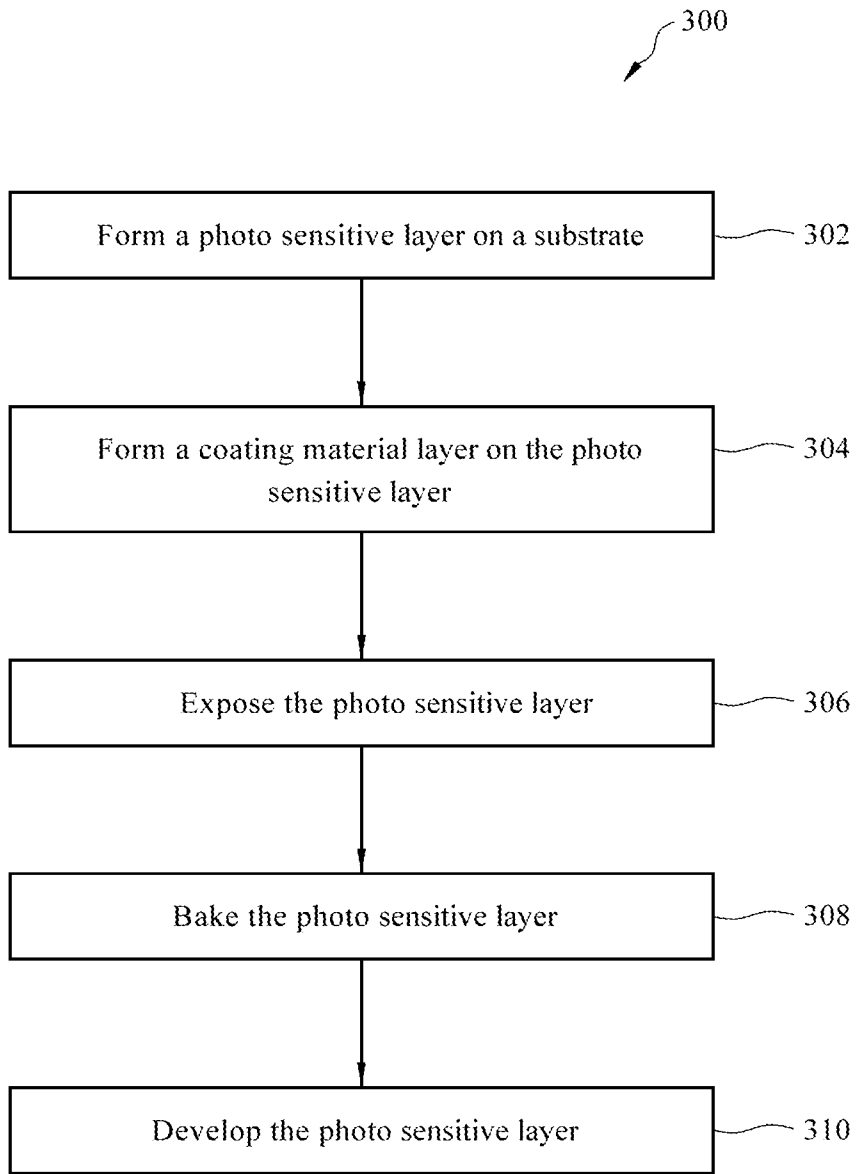 300
Form a photo sensitive layer on a substrate
302
Form a coating material layer on the photo
sensitive layer
304
Expose the photo sensitive layer
306
Bake the photo sensitive layer
308
Develop the photo sensitive layer
310